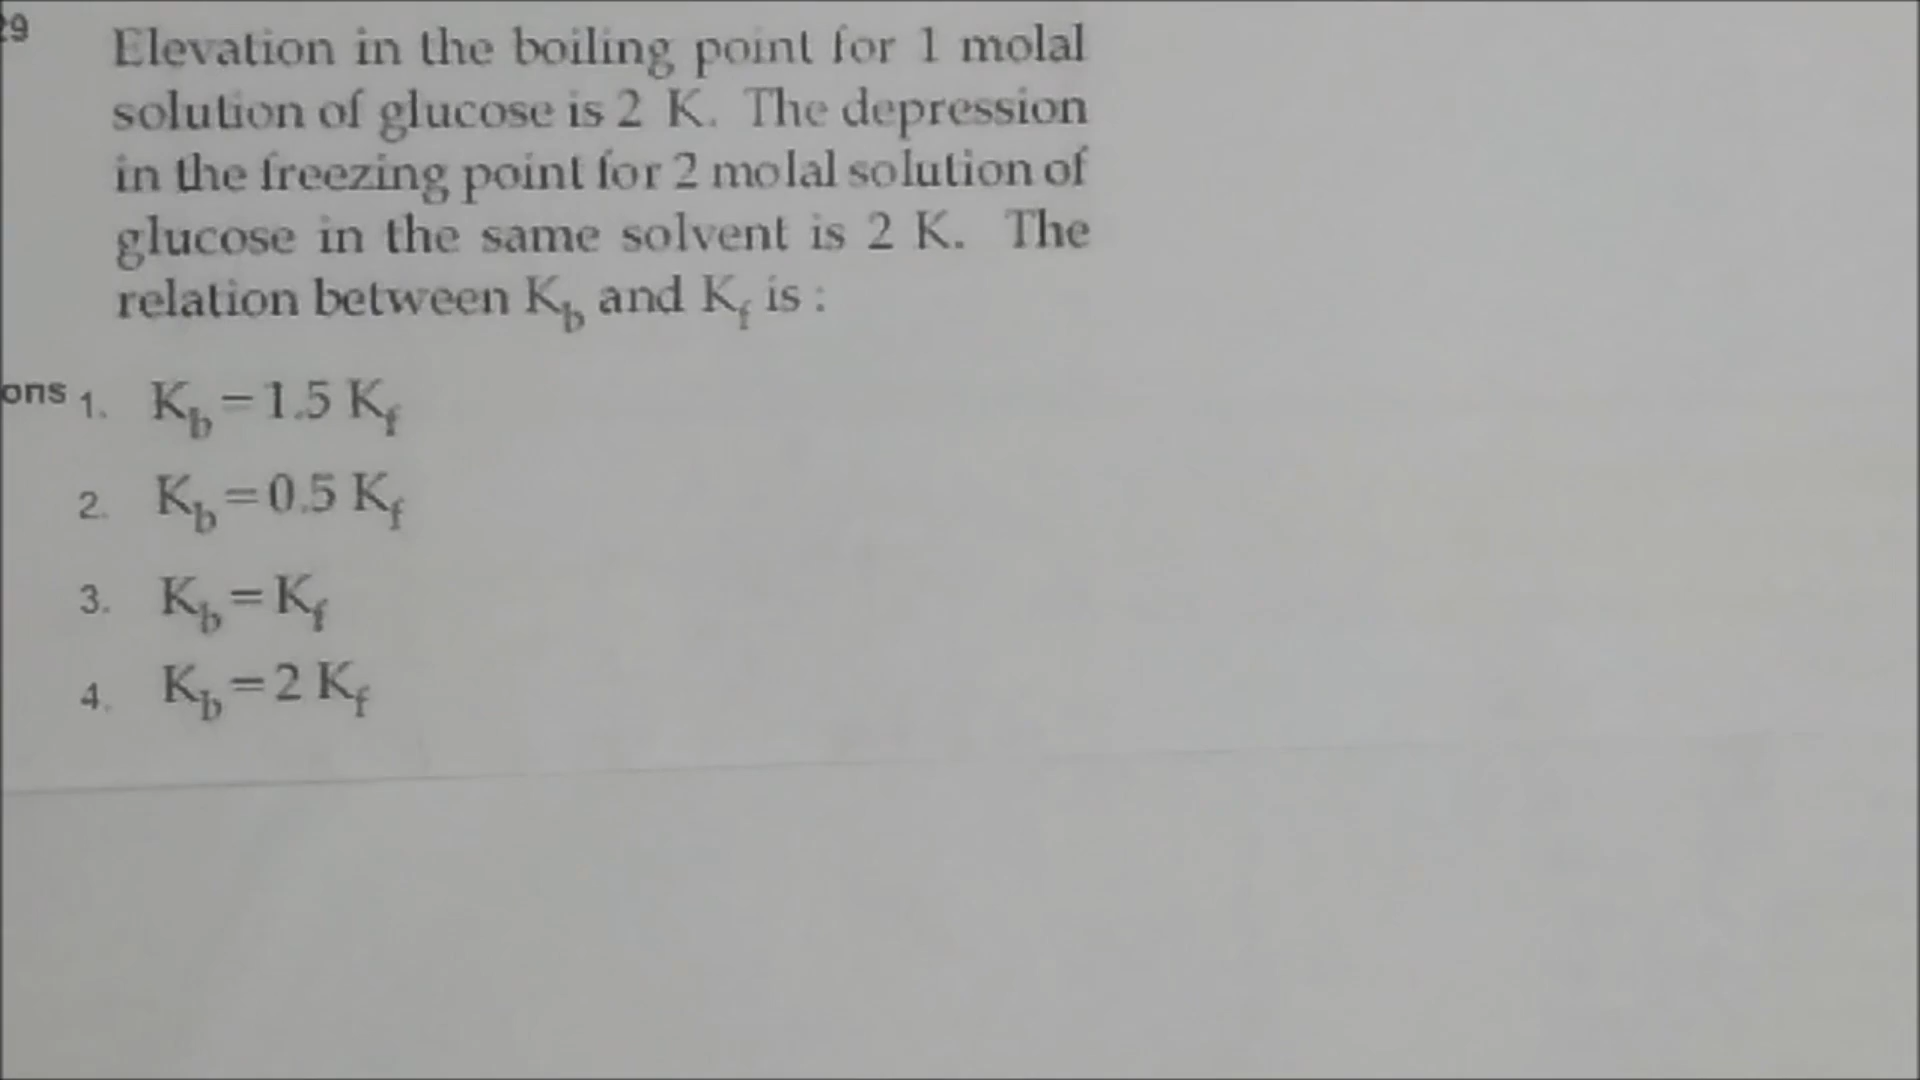 29
Elevation in the boiling point for 1 molal
solution of glucose is 2 K. The depression
in the freezing point for 2 molal solution of
glucose in the same solvent is 2 K. The
relation between K_b and K_f is :
ons 1. K_b = 1.5 K_f
2. K_b = 0.5 K_f
3. K_b = K_f
4. K_b = 2 K_f